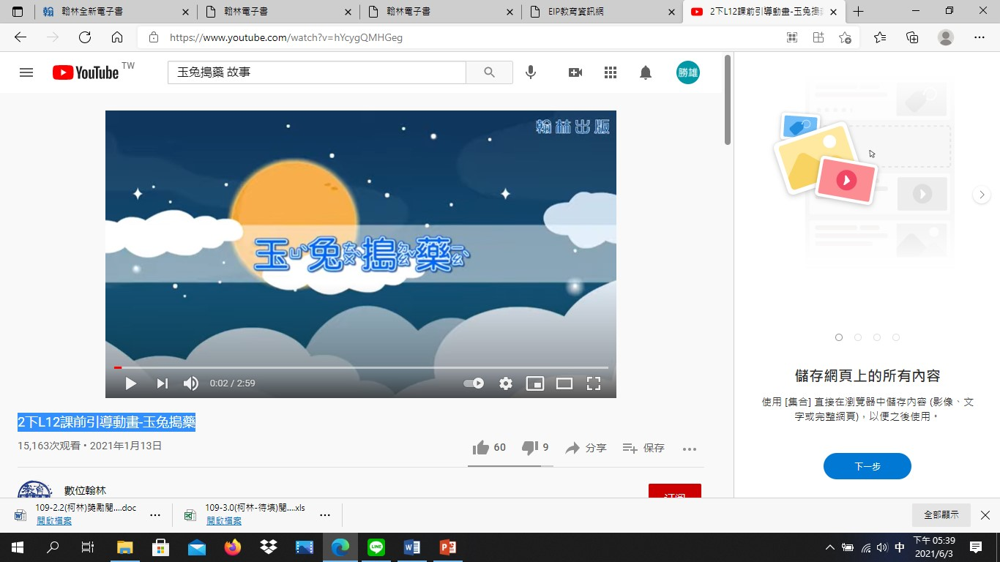 翰林全新電子書
翰林電子書
翰林電子書
EIP教育資訊網
2下L12課前引導動畫-玉兔搗
https://www.youtube.com/watch?v=hYcygQMHGeg
YouTube TW
玉兔搗藥 故事
勝雄
翰林出版
玉ㄩˋ兔ㄊㄨˋ搗ㄉㄠˇ藥ㄧㄠˋ
0:02 / 2:59
2下L12課前引導動畫-玉兔搗藥
15,163次观看 • 2021年1月13日
60
9
分享
保存
數位翰林
订阅
儲存網頁上的所有內容
使用 [集合] 直接在瀏覽器中儲存內容 (影像、文
字或完整網頁)，以便之後使用。
下一步
109-2.2(柯林)獎勵閱....doc
開啟檔案
109-3.0(柯林-待填)閱....xls
開啟檔案
全部顯示
LINE
中
下午 05:39
2021/6/3